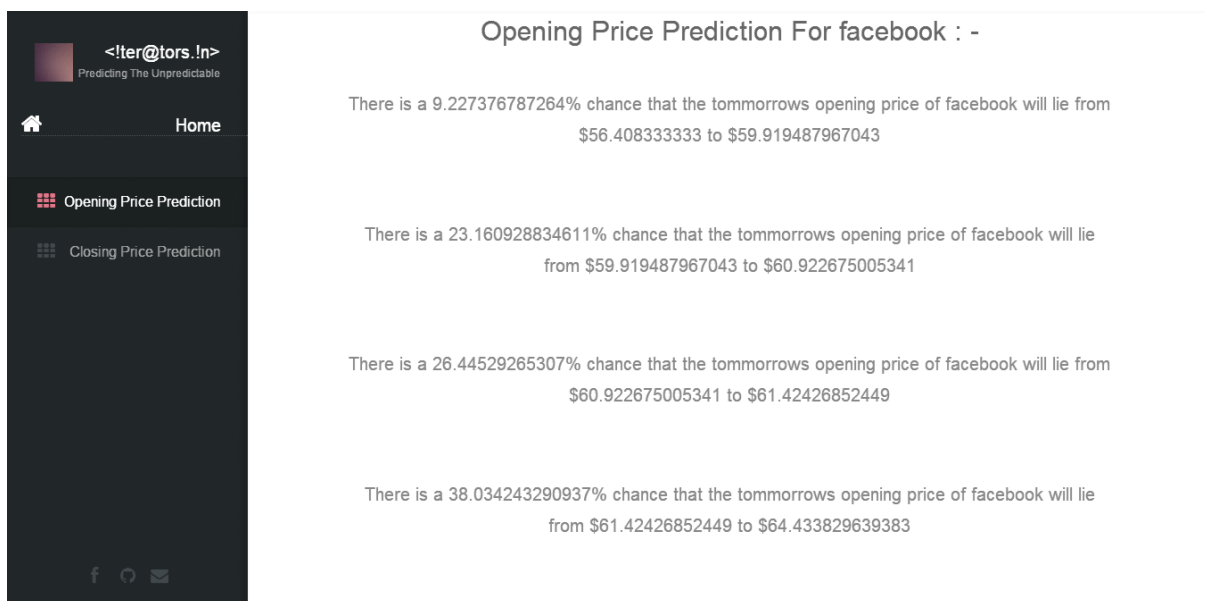 <!ter@tors.!n>
Predicting The Unpredictable
Home
Opening Price Prediction
Closing Price Prediction
Opening Price Prediction For facebook : -
There is a 9.227376787264% chance that the tommorrows opening price of facebook will lie from
$56.408333333 to $59.919487967043
There is a 23.160928834611% chance that the tommorrows opening price of facebook will lie
from $59.919487967043 to $60.922675005341
There is a 26.44529265307% chance that the tommorrows opening price of facebook will lie from
$60.922675005341 to $61.42426852449
There is a 38.034243290937% chance that the tommorrows opening price of facebook will lie
from $61.42426852449 to $64.433829639383